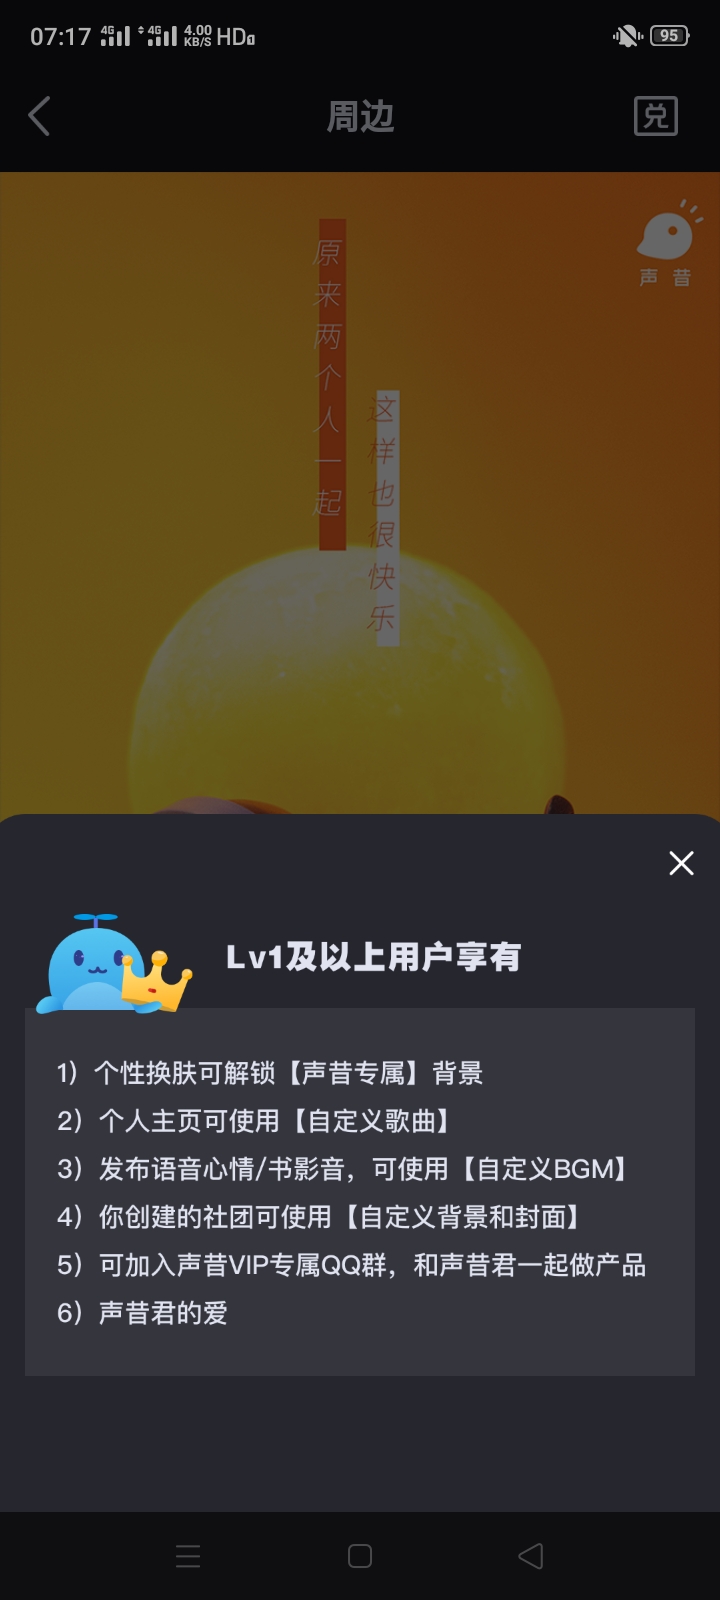 07:17 4G 4G 4.00 KB/S HD 95
周边
兑
声昔
原来两个人一起
这样也很快乐
Lv1及以上用户享有
1）个性换肤可解锁【声昔专属】背景
2）个人主页可使用【自定义歌曲】
3）发布语音心情/书影音，可使用【自定义BGM】
4）你创建的社团可使用【自定义背景和封面】
5）可加入声昔VIP专属QQ群，和声昔君一起做产品
6）声昔君的爱